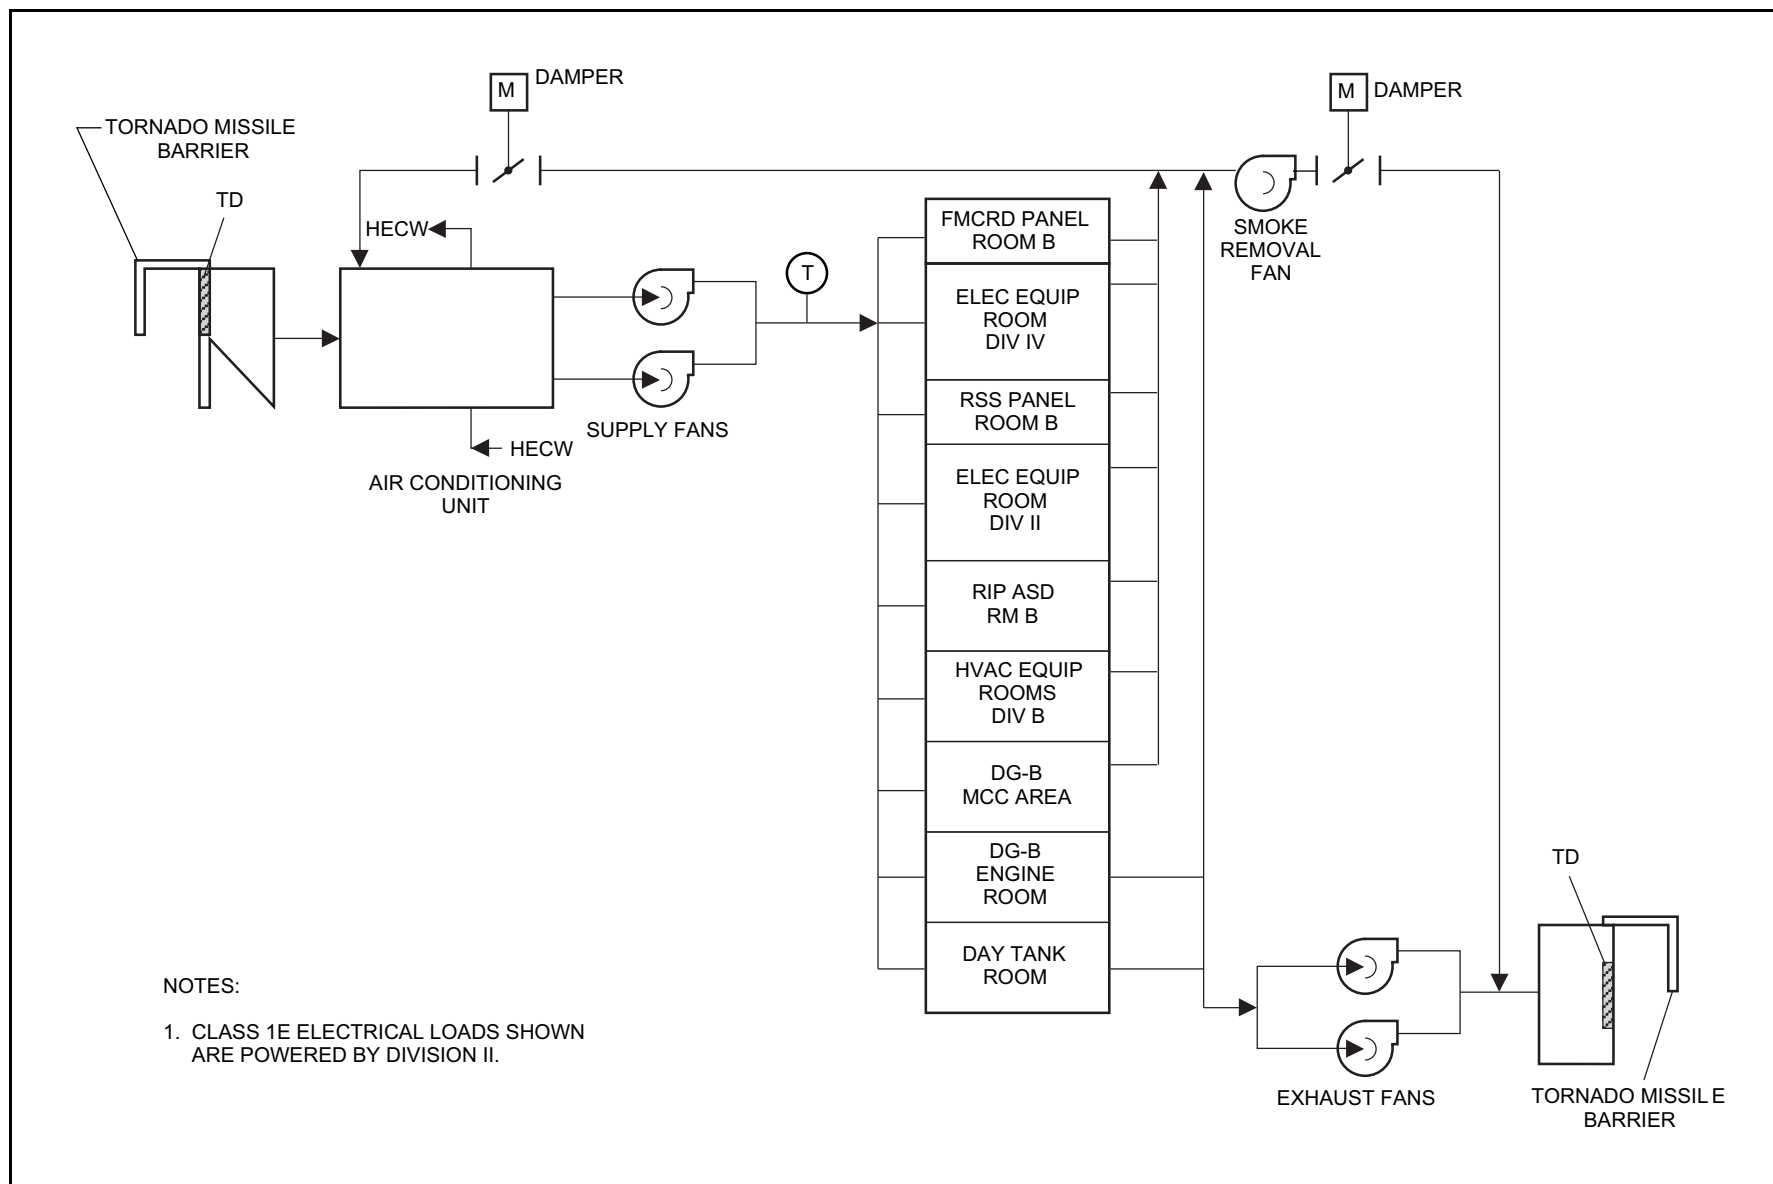 M
DAMPER
M
DAMPER
TORNADO MISSILE
BARRIER
TD
HECW
T
HECW
AIR CONDITIONING
UNIT
SUPPLY FANS
FMCRD PANEL
ROOM B
ELEC EQUIP
ROOM
DIV IV
RSS PANEL
ROOM B
ELEC EQUIP
ROOM
DIV II
RIP ASD
RM B
HVAC EQUIP
ROOMS
DIV B
DG-B
MCC AREA
DG-B
ENGINE
ROOM
DAY TANK
ROOM
SMOKE
REMOVAL
FAN
TD
EXHAUST FANS
TORNADO MISSILE
BARRIER
NOTES:
1. CLASS 1E ELECTRICAL LOADS SHOWN
ARE POWERED BY DIVISION II.